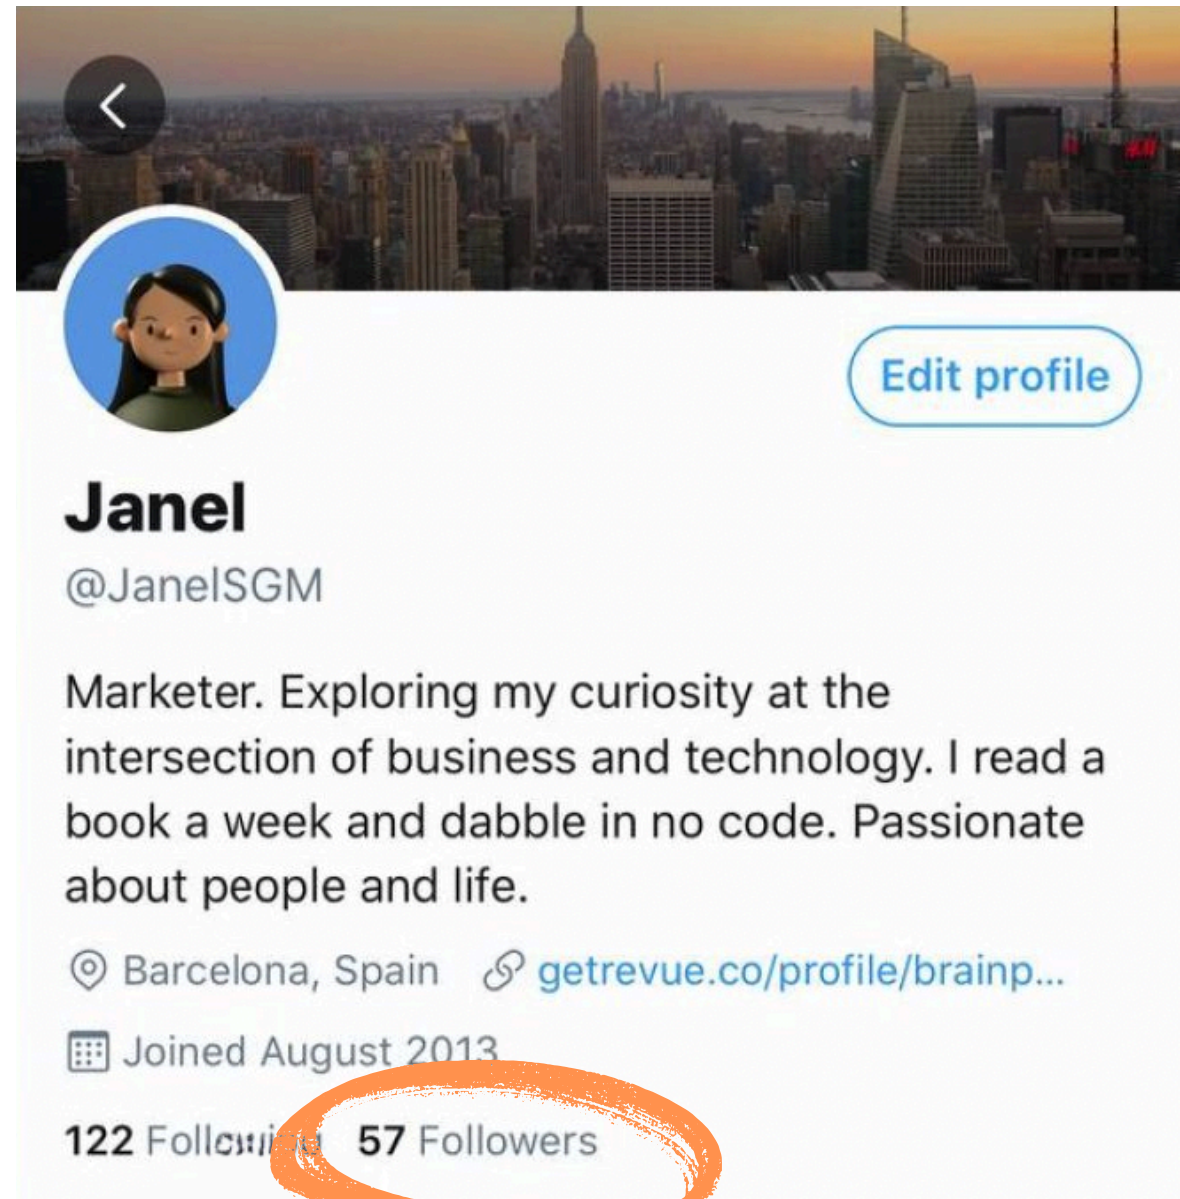 H&M
Edit profile
Janel
@JanelSGM
Marketer. Exploring my curiosity at the
intersection of business and technology. I read a
book a week and dabble in no code. Passionate
about people and life.
Barcelona, Spain getrevue.co/profile/brainp...
Joined August 2013
122 Following 57 Followers